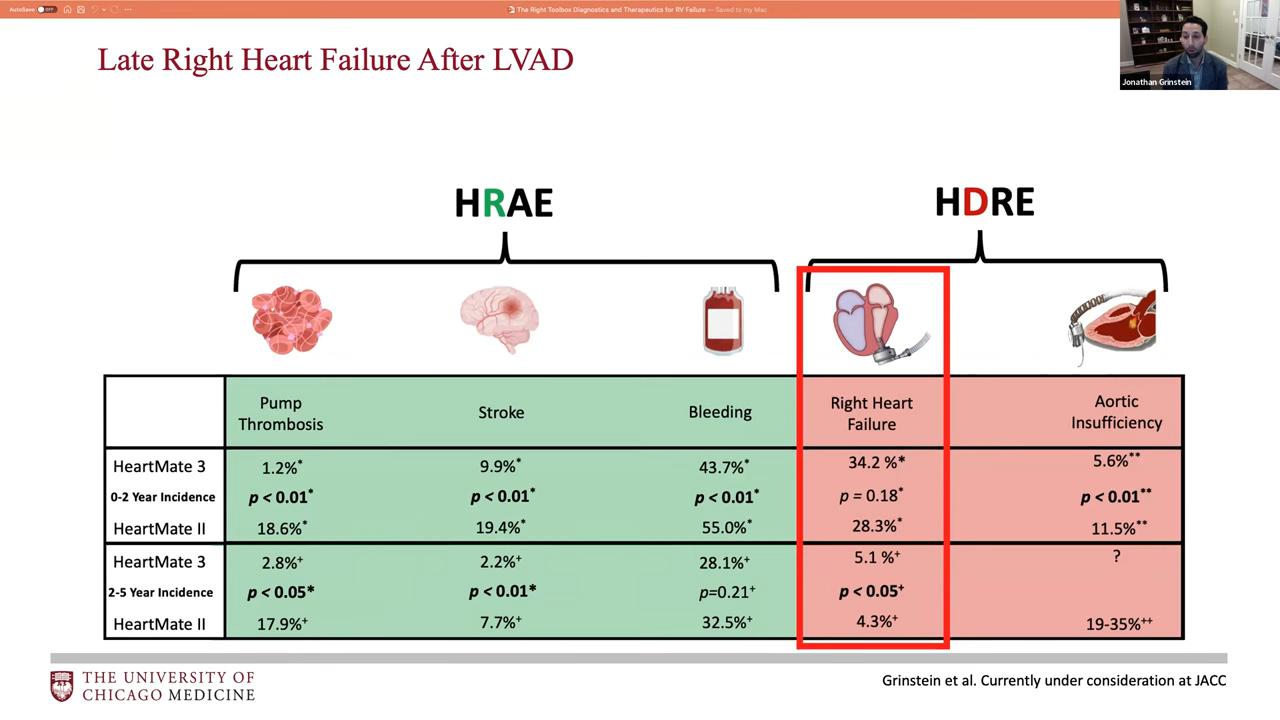 AutoSave OFF
The Right Toolbox Diagnostics and Therapeutics for RV Failure — Saved to my Mac
Late Right Heart Failure After LVAD
Jonathan Grinstein
HRAE
HDRE
Pump Thrombosis
Stroke
Bleeding
Right Heart Failure
Aortic Insufficiency
HeartMate 3
1.2%*
9.9%*
43.7%*
34.2 %*
5.6%**
0-2 Year Incidence
p < 0.01*
p < 0.01*
p < 0.01*
p = 0.18*
p < 0.01**
HeartMate II
18.6%*
19.4%*
55.0%*
28.3%*
11.5%**
HeartMate 3
2.8%+
2.2%+
28.1%+
5.1 %+
?
2-5 Year Incidence
p < 0.05*
p < 0.01*
p=0.21+
p < 0.05+
HeartMate II
17.9%+
7.7%+
32.5%+
4.3%+
19-35%++
THE UNIVERSITY OF
CHICAGO MEDICINE
Grinstein et al. Currently under consideration at JACC